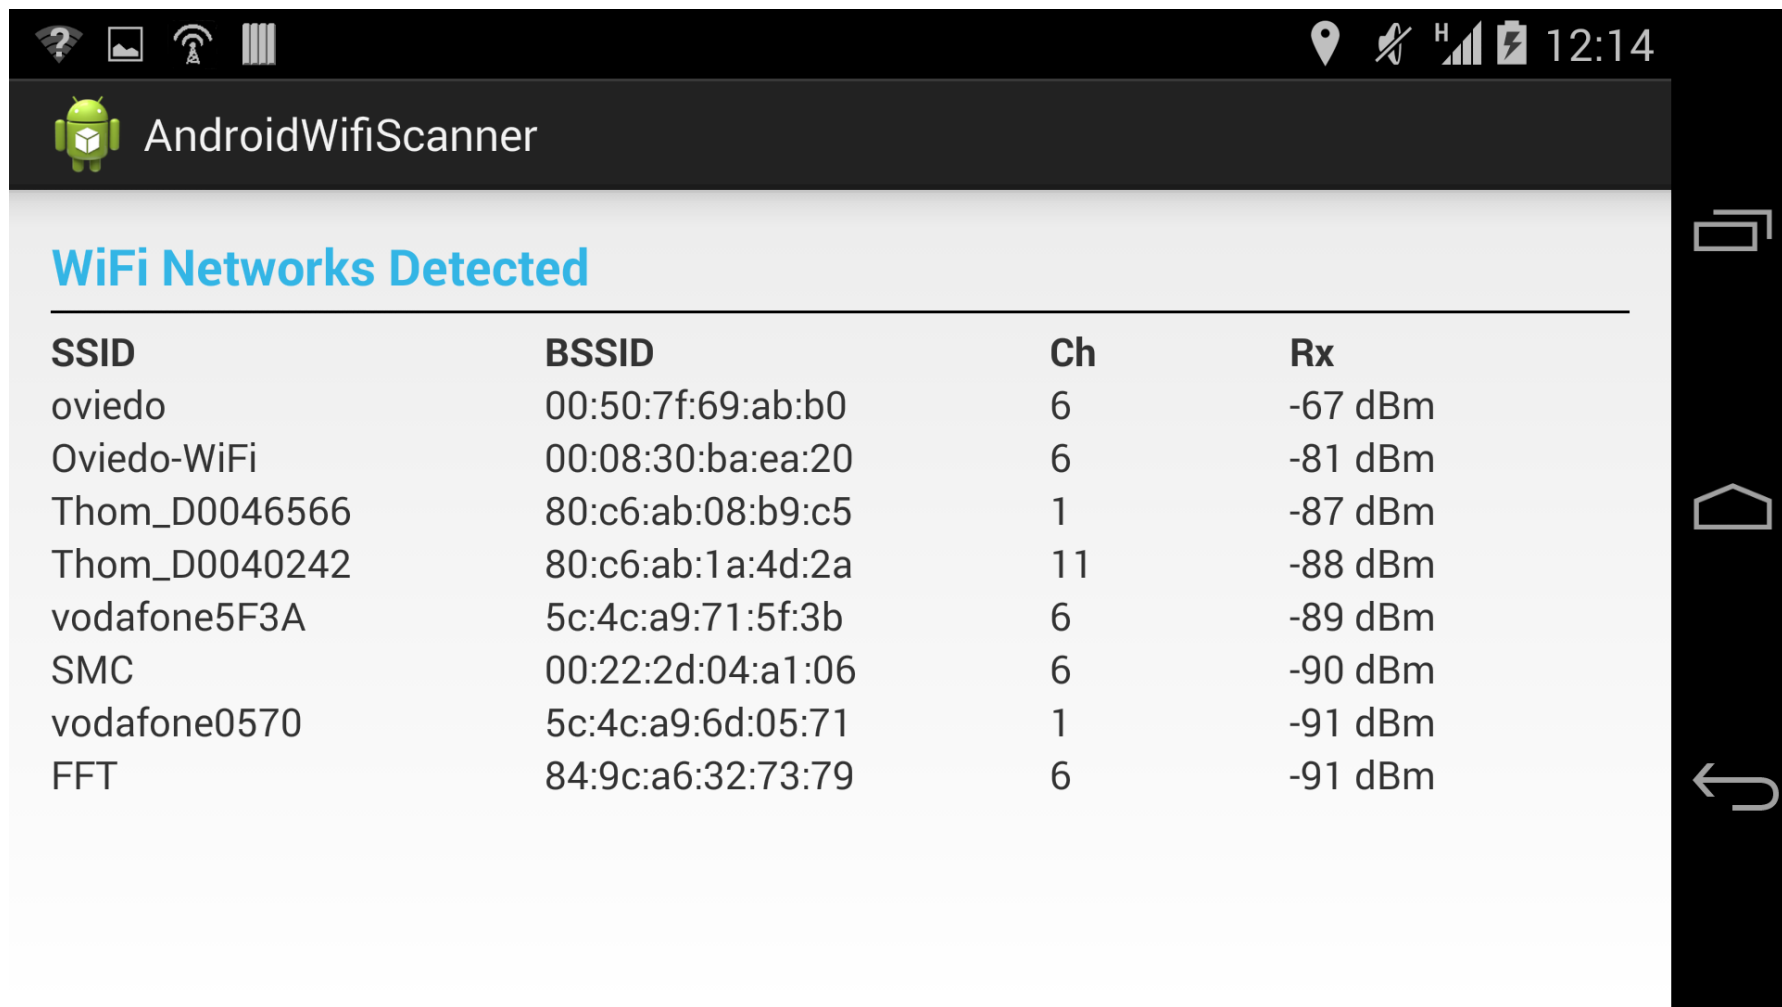 H 12:14
AndroidWifiScanner
WiFi Networks Detected
SSID BSSID Ch Rx
oviedo 00:50:7f:69:ab:b0 6 -67 dBm
Oviedo-WiFi 00:08:30:ba:ea:20 6 -81 dBm
Thom_D0046566 80:c6:ab:08:b9:c5 1 -87 dBm
Thom_D0040242 80:c6:ab:1a:4d:2a 11 -88 dBm
vodafone5F3A 5c:4c:a9:71:5f:3b 6 -89 dBm
SMC 00:22:2d:04:a1:06 6 -90 dBm
vodafone0570 5c:4c:a9:6d:05:71 1 -91 dBm
FFT 84:9c:a6:32:73:79 6 -91 dBm